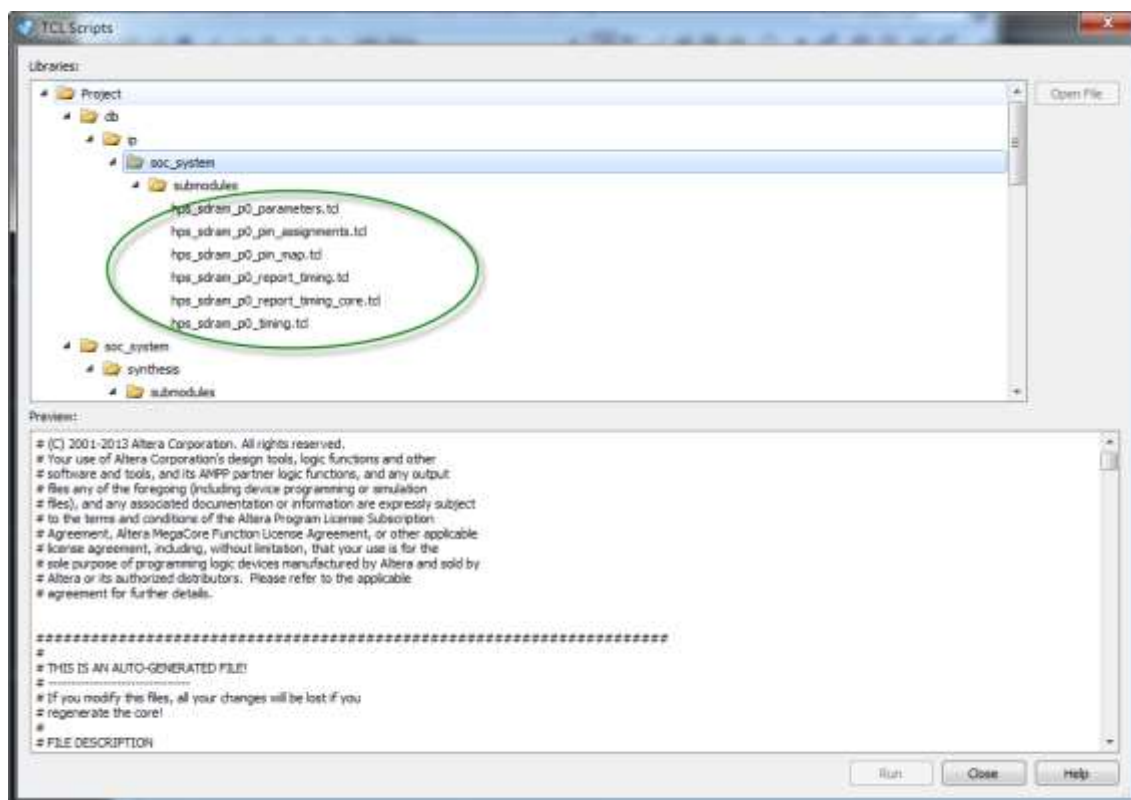 TCL Scripts
Libraries:
Open File
Project
db
ip
soc_system
submodules
hps_sdram_p0_parameters.tcl
hps_sdram_p0_pin_assignments.tcl
hps_sdram_p0_pin_map.tcl
hps_sdram_p0_report_timing.tcl
hps_sdram_p0_report_timing_core.tcl
hps_sdram_p0_timing.tcl
soc_system
synthesis
submodules
Preview:
# (C) 2001-2013 Altera Corporation. All rights reserved.
# Your use of Altera Corporation's design tools, logic functions and other
# software and tools, and its AMPP partner logic functions, and any output
# files any of the foregoing (including device programming or simulation
# files), and any associated documentation or information are expressly subject
# to the terms and conditions of the Altera Program License Subscription
# Agreement, Altera MegaCore Function License Agreement, or other applicable
# license agreement, including, without limitation, that your use is for the
# sole purpose of programming logic devices manufactured by Altera and sold by
# Altera or its authorized distributors.  Please refer to the applicable
# agreement for further details.
#####################################################################
#
# THIS IS AN AUTO-GENERATED FILE!
# -------------------------------
# If you modify this files, all your changes will be lost if you
# regenerate the core!
#
# FILE DESCRIPTION
Run
Close
Help